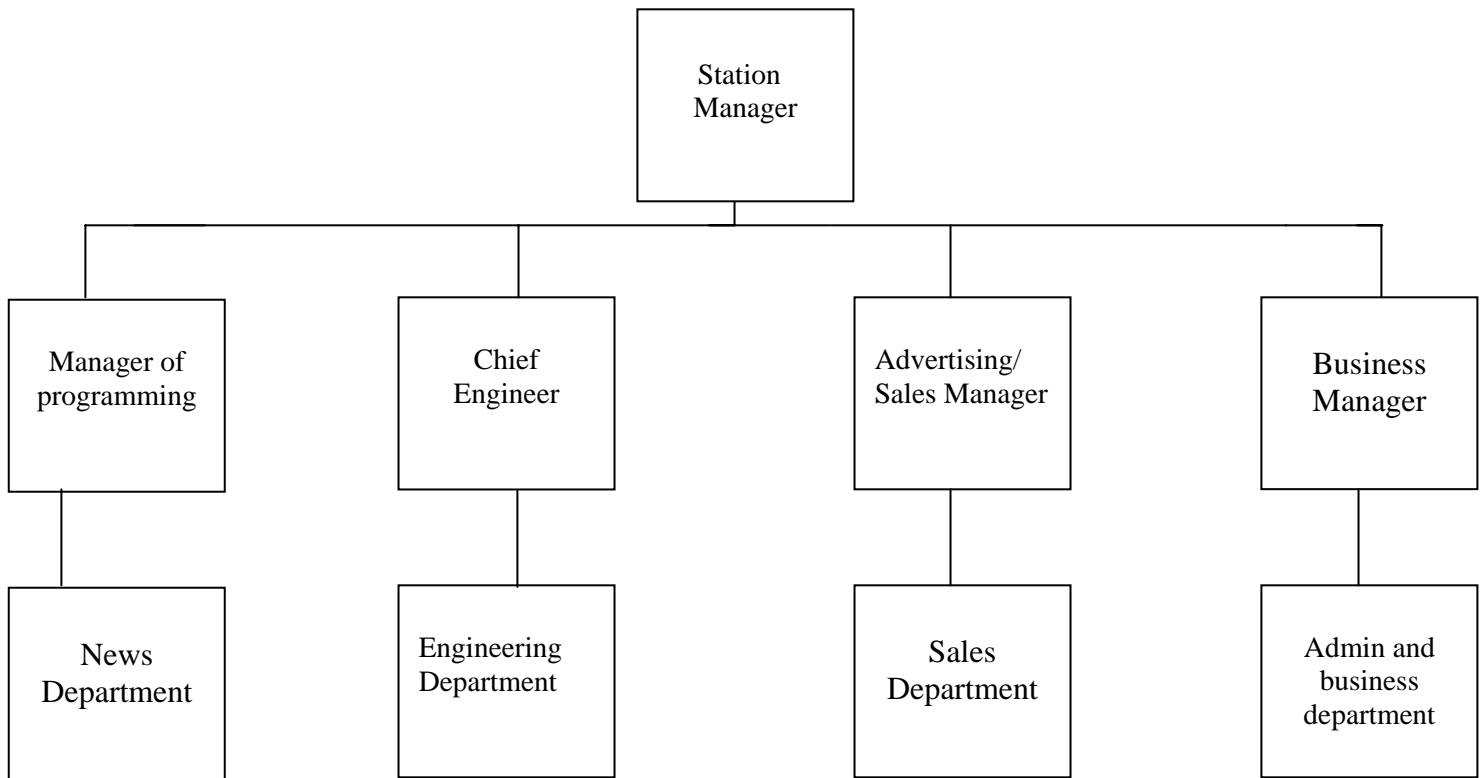 Station
Manager
Manager of
programming
Chief
Engineer
Advertising/
Sales Manager
Business
Manager
News
Department
Engineering
Department
Sales
Department
Admin and
business
department